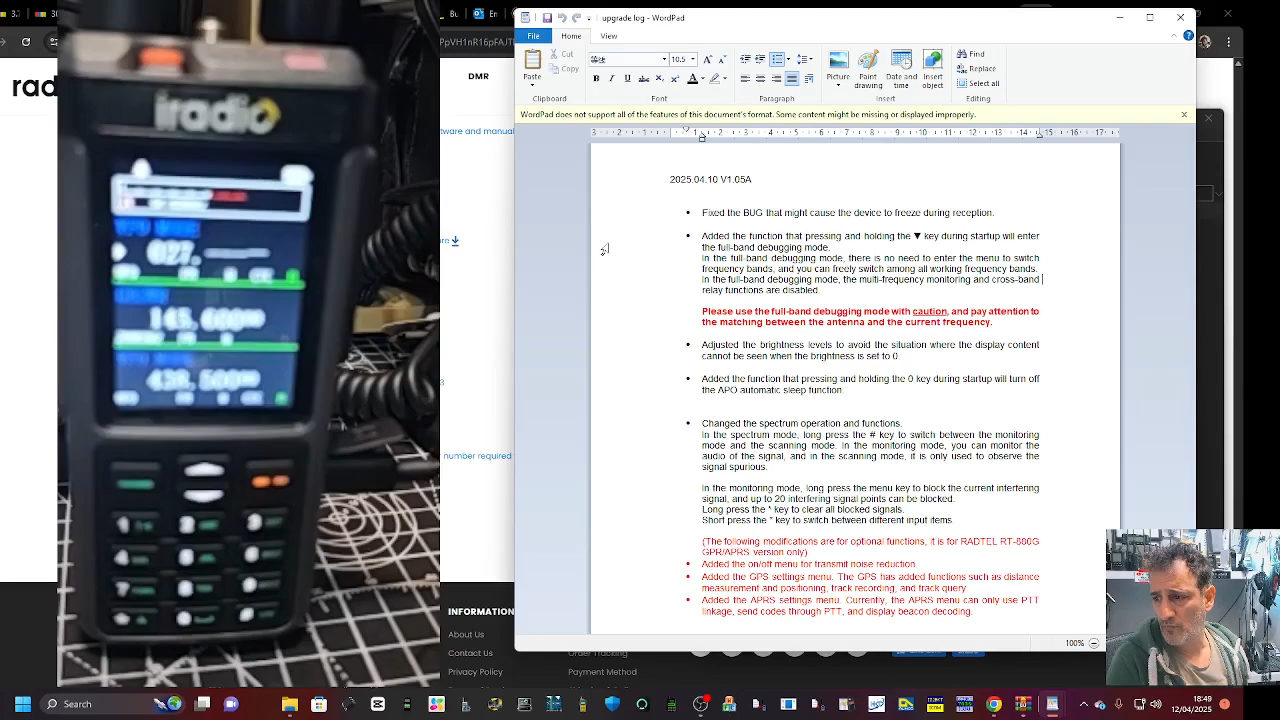 iradio
027.
145.600
438.500
rad
DMR
tware and manual
number required
INFORMATION
About Us
Contact Us
Privacy Policy
Order Tracking
Payment Method
upgrade log - WordPad
File
Home
View
Paste
Cut
Copy
Clipboard
10.5
Font
Paragraph
Picture
Paint drawing
Date and time
Insert object
Insert
Find
Replace
Select all
Editing
WordPad does not support all of the features of this document's format. Some content might be missing or displayed improperly.
2025.04.10 V1.05A
Fixed the BUG that might cause the device to freeze during reception.
Added the function that pressing and holding the ▼ key during startup will enter
the full-band debugging mode.
In the full-band debugging mode, there is no need to enter the menu to switch
frequency bands, and you can freely switch among all working frequency bands.
In the full-band debugging mode, the multi-frequency monitoring and cross-band
relay functions are disabled.
Please use the full-band debugging mode with caution, and pay attention to
the matching between the antenna and the current frequency.
Adjusted the brightness levels to avoid the situation where the display content
cannot be seen when the brightness is set to 0.
Added the function that pressing and holding the 0 key during startup will turn off
the APO automatic sleep function.
Changed the spectrum operation and functions.
In the spectrum mode, long press the # key to switch between the monitoring
mode and the scanning mode. In the monitoring mode, you can monitor the
audio of the signal, and in the scanning mode, it is only used to observe the
signal spurious.
In the monitoring mode, long press the menu key to block the current interfering
signal, and up to 20 interfering signal points can be blocked.
Long press the * key to clear all blocked signals.
Short press the * key to switch between different input items.
(The following modifications are for optional functions, it is for RADTEL RT-880G
GPR/APRS version only)
Added the on/off menu for transmit noise reduction.
Added the GPS settings menu. The GPS has added functions such as distance
measurement and positioning, track recording, and track query.
Added the APRS settings menu. Currently, the APRS menu can only use PTT
linkage, send codes through PTT, and display beacon decoding.
100%
Search
18:49
12/04/2025